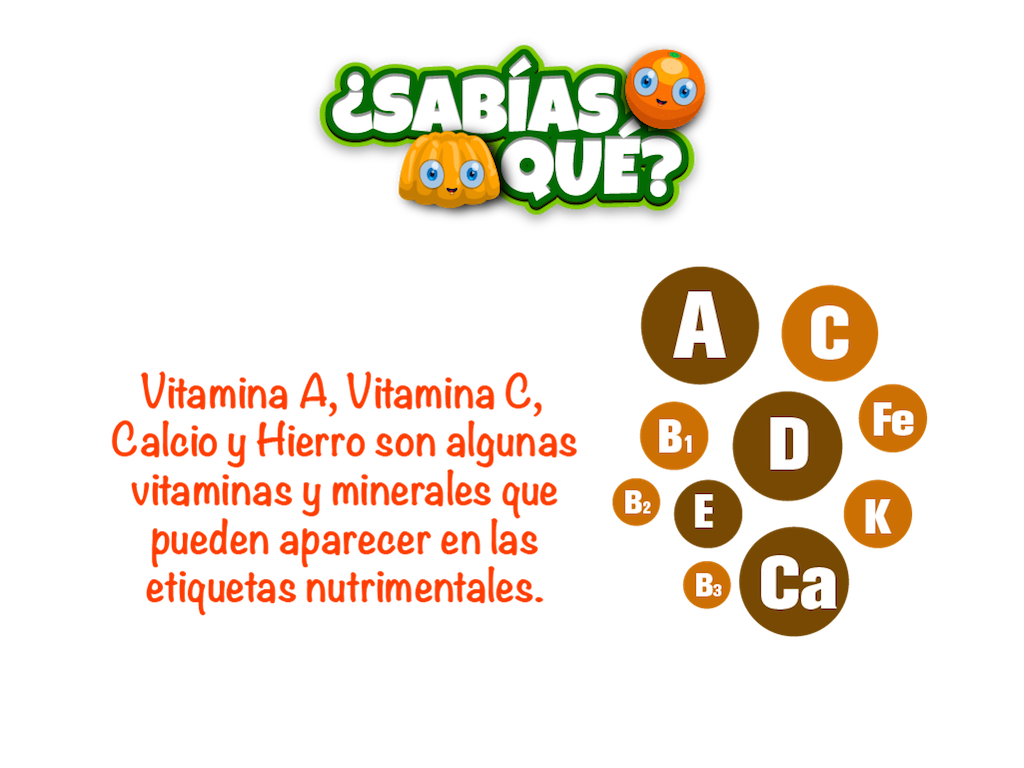 ¿SABÍAS
QUÉ?
A
C
Vitamina A, Vitamina C,
Calcio y Hierro son algunas
vitaminas y minerales que
pueden aparecer en las
etiquetas nutrimentales.
Fe
B1
D
B2
E
K
B3
Ca